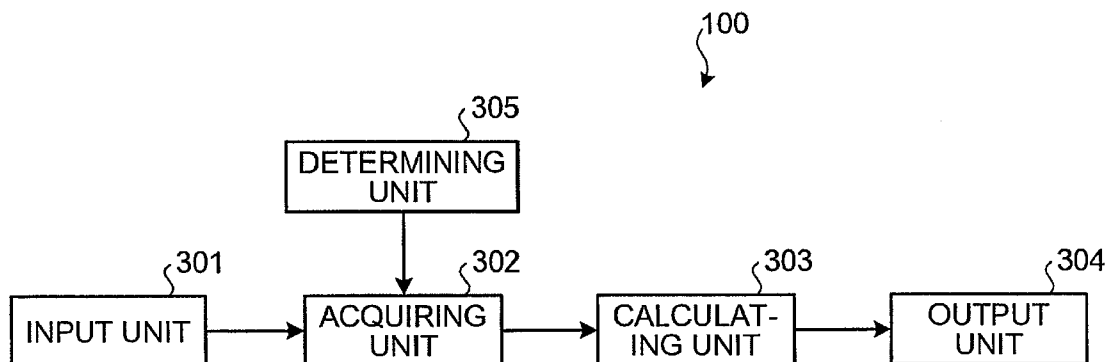 100
305
DETERMINING
UNIT
301
302
303
304
INPUT UNIT
ACQUIRING
UNIT
CALCULAT-
ING UNIT
OUTPUT
UNIT